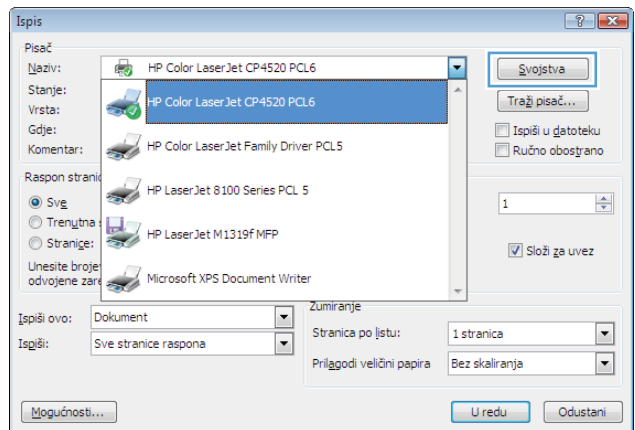 Ispis
Pisač
Naziv: HP Color LaserJet CP4520 PCL6 Svojstva
Stanje: HP Color LaserJet CP4520 PCL6
Vrsta: Traži pisač...
Gdje: HP Color LaserJet Family Driver PCL5 Ispiši u datoteku
Komentar: Ručno obostrano
Raspon stranic
HP LaserJet 8100 Series PCL 5
Sve 1
Trenutna s HP LaserJet M1319f MFP
Stranice: Složi za uvez
Unesite brojev
odvojene zare Microsoft XPS Document Writer
Ispiši ovo: Dokument Zumiranje
Ispiši: Sve stranice raspona Stranica po listu: 1 stranica
Prilagodi veličini papira Bez skaliranja
Mogućnosti... U redu Odustani